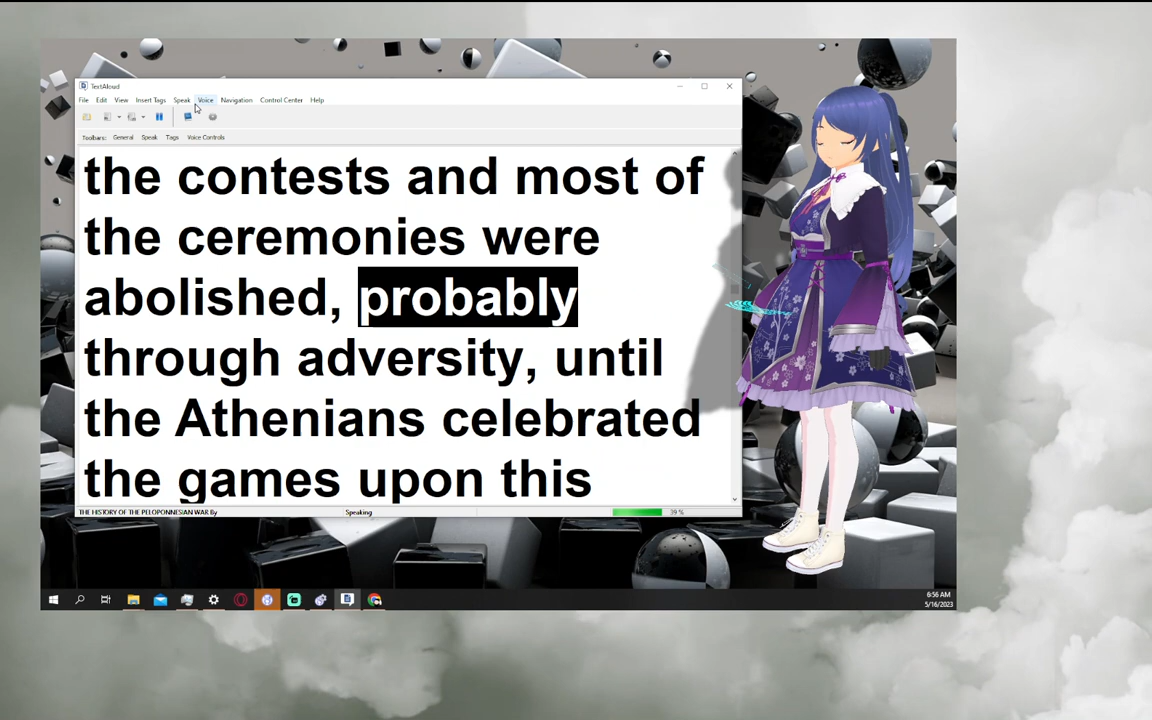 TextAloud
File Edit View Insert Tags Speak Voice Navigation Control Center Help
Toolbars: General Speak Tags Voice Controls
the contests and most of
the ceremonies were
abolished, probably
through adversity, until
the Athenians celebrated
the games upon this
THE HISTORY OF THE PELOPONNESIAN WAR By Speaking 39 %
6:56 AM
5/16/2023